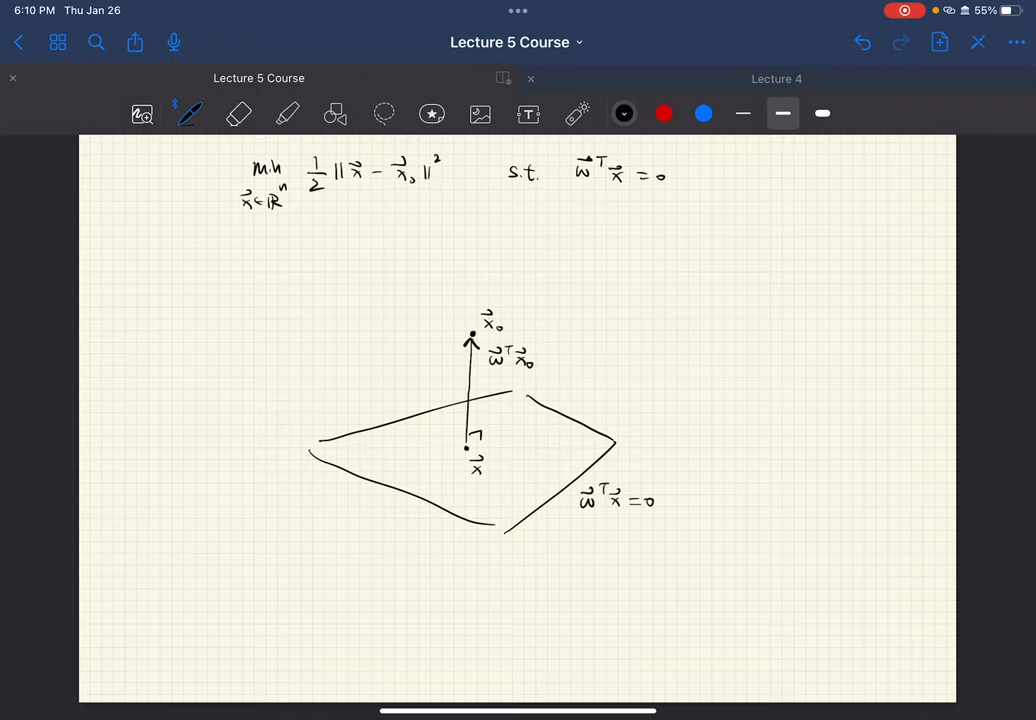 6:10 PM Thu Jan 26
55%
Lecture 5 Course
Lecture 5 Course
Lecture 4
min 1/2 ||x⃗ − x⃗₀||² s.t. w⃗ᵀx⃗ = 0
x⃗ ∈ ℝⁿ
x⃗₀
w⃗ᵀx⃗₀
x⃗
w⃗ᵀx⃗ = 0